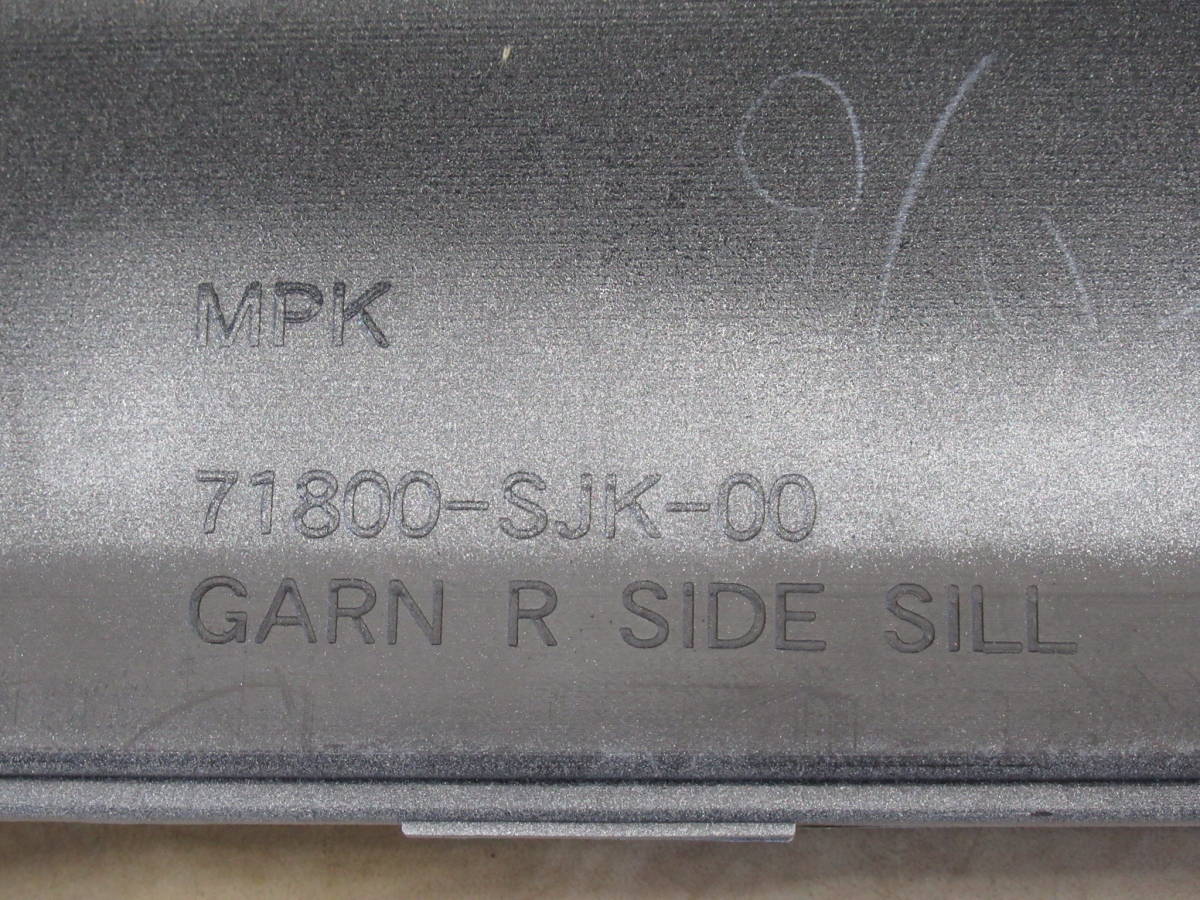 MPK
71800-SJK-00
GARN R SIDE SILL